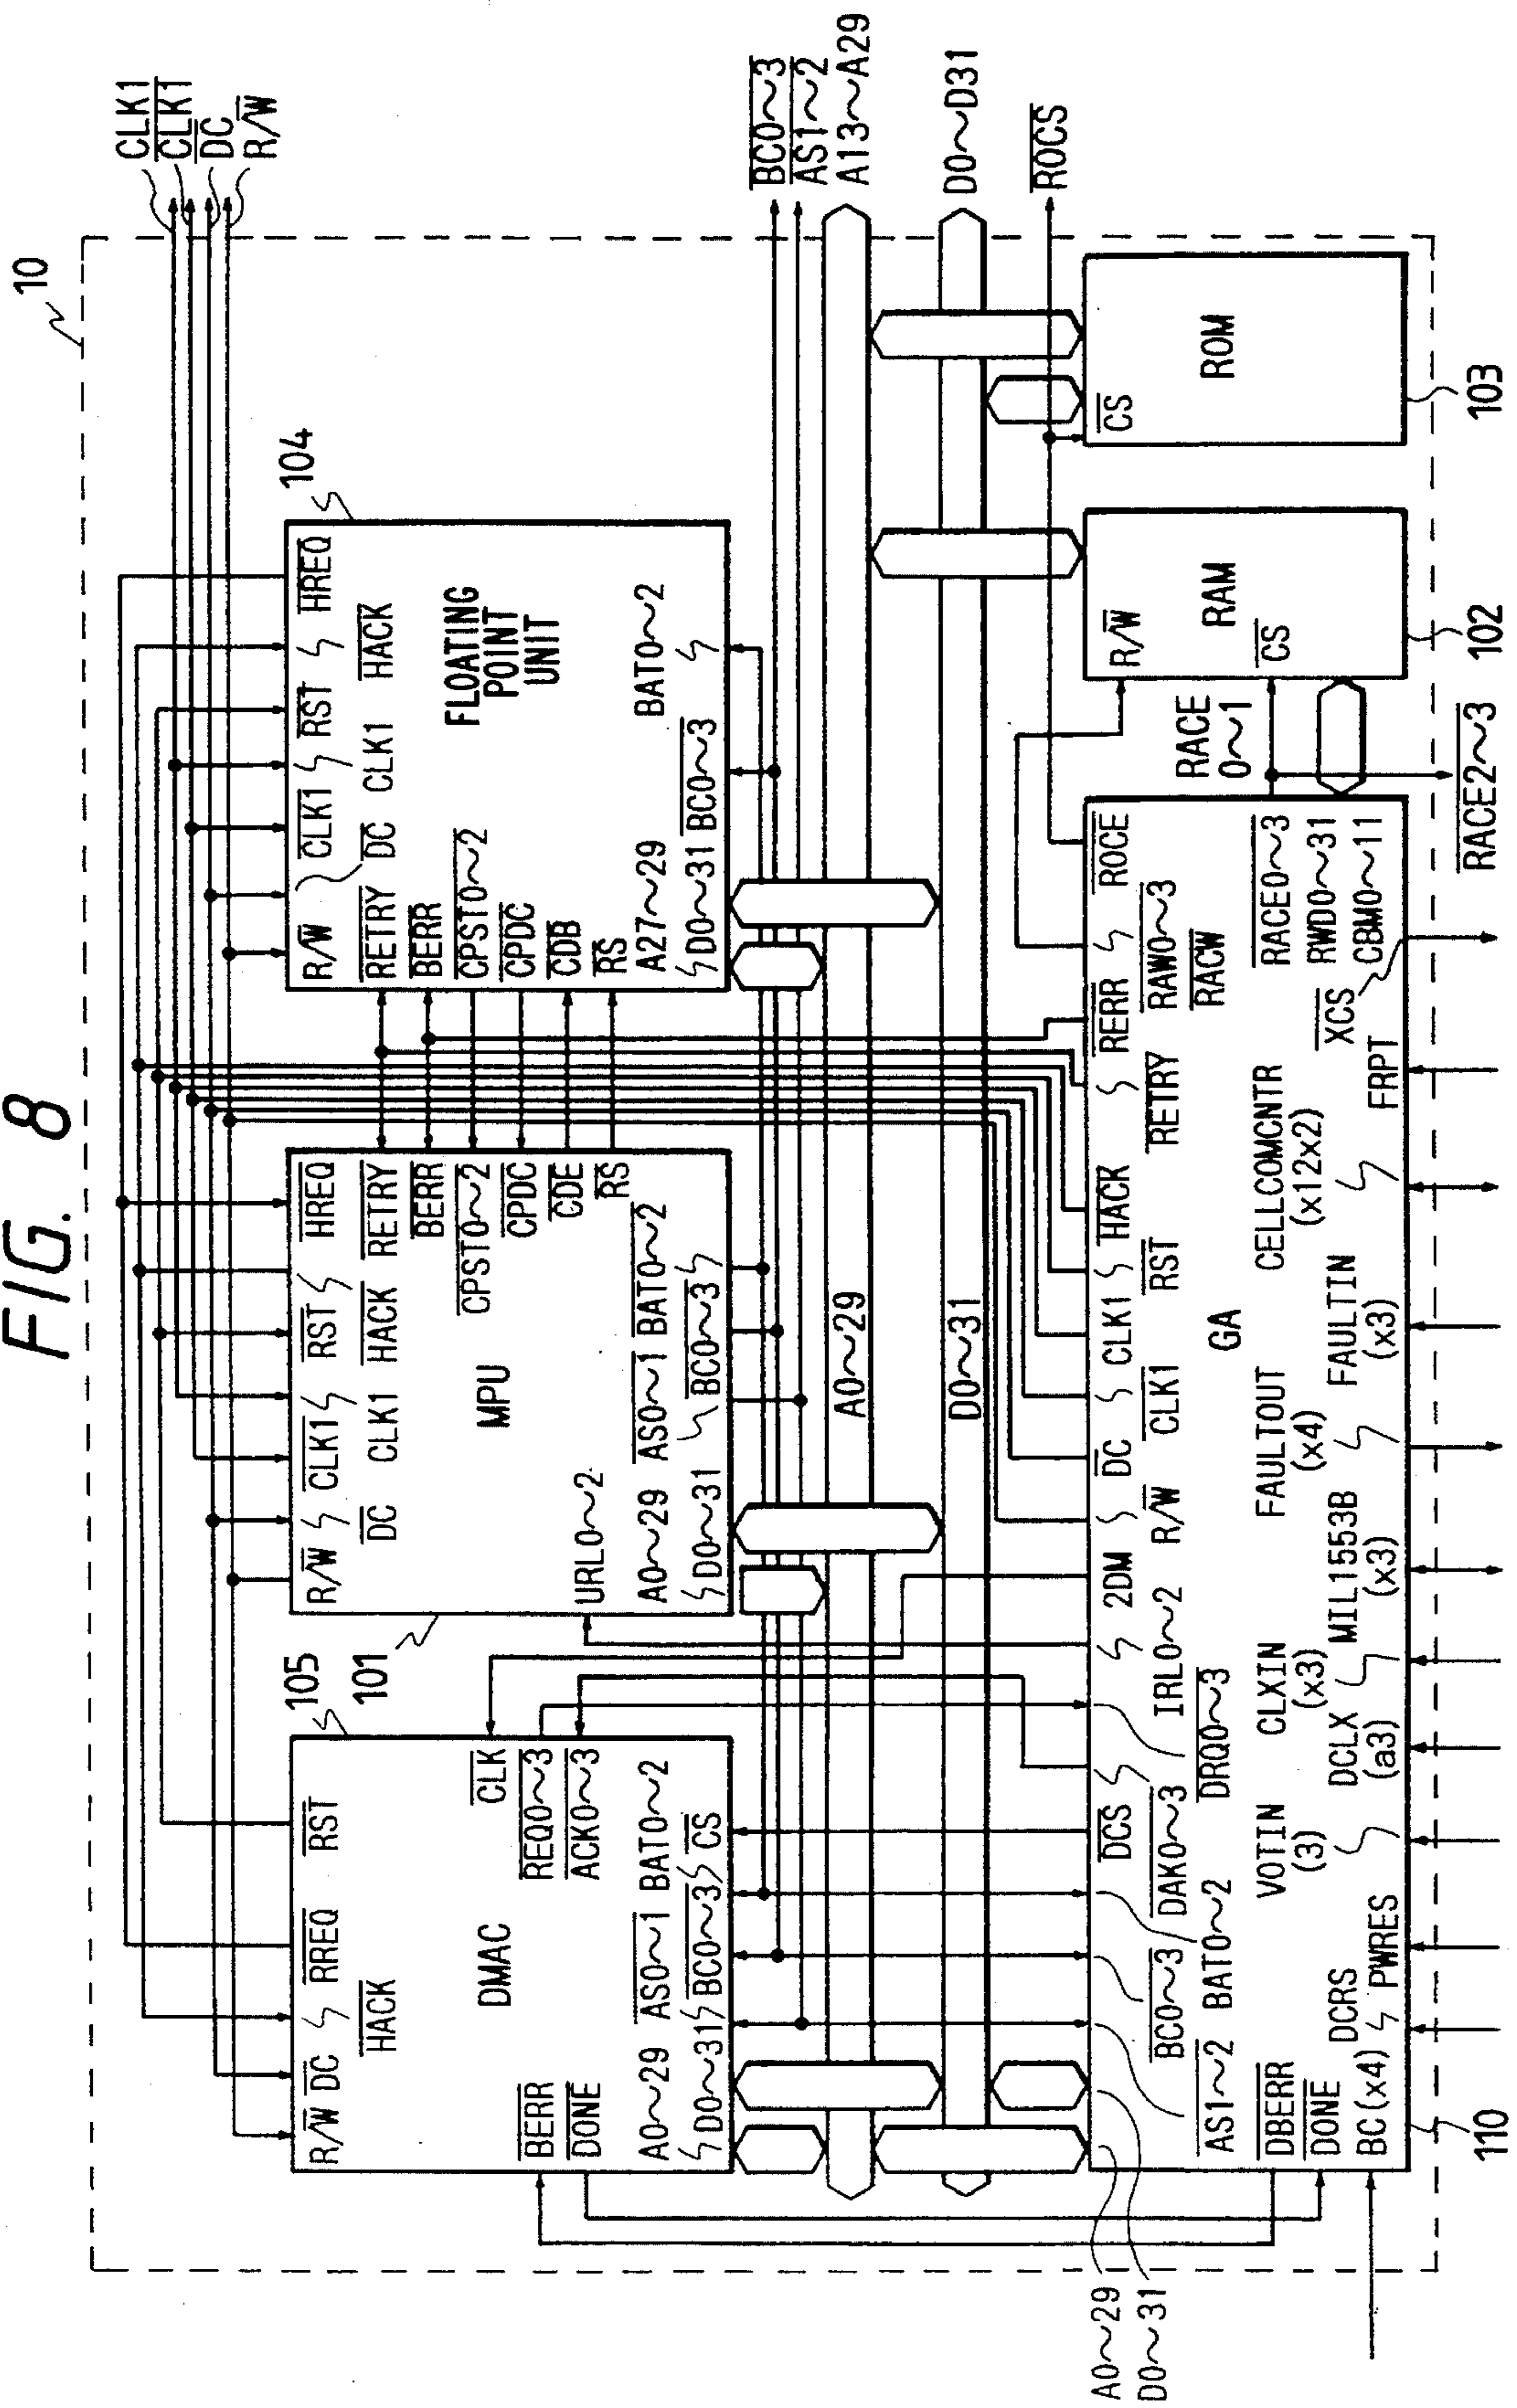 FIG. 8
10
CLK1
CLK1
DC
R/W
BC0~3
AS1~2
A13~A29
D0~D31
ROCS
105
R/W
DC
HACK
RREQ
RST
DMAC
CLK
REQ0~3
ACK0~3
BERR
DONE
A0~29
D0~31
AS0~1
BC0~3
BAT0~2
CS
101
R/W
DC
CLK1
CLK1
RST
HACK
HREQ
MPU
RETRY
BERR
CPST0~2
CPDC
CDE
RS
URL0~2
A0~29
D0~31
AS0~1
BC0~3
BAT0~2
104
R/W
DC
CLK1
CLK1
RST
HACK
HREQ
RETRY
BERR
CPST0~2
CPDC
CDB
RS
FLOATING
POINT
UNIT
A27~29
D0~31
BC0~3
BAT0~2
A0~29
D0~31
A0~29
D0~31
AS1~2
BC0~3
BAT0~2
DCS
DAK0~3
DRQ0~3
IRL0~2
2DM
R/W
DC
CLK1
CLK1
RST
HACK
RETRY
RERR
RAW0~3
RACW
ROCE
DBERR
DONE
BC(x4)
DCRS
PWRES
VOTIN
(3)
DCLX
(a3)
CLXIN
(x3)
MIL1553B
(x3)
FAULTOUT
(x4)
FAULTIN
(x3)
GA
CELLCOMCNTR
(x12x2)
FRPT
XCS
RACE0~3
RWD0~31
CBM0~11
110
RACE
0~1
RACE2~3
R/W
RAM
CS
102
CS
ROM
103